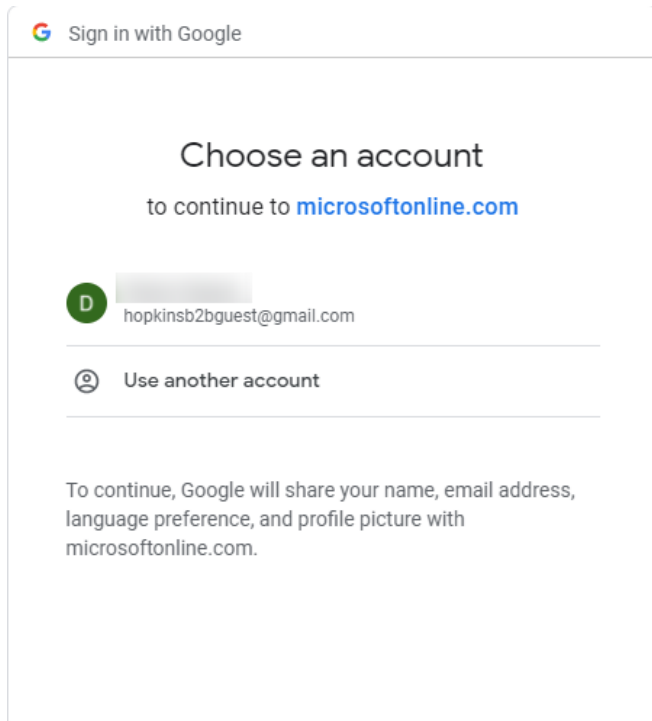 Sign in with Google
Choose an account
to continue to microsoftonline.com
D
hopkinsb2bguest@gmail.com
Use another account
To continue, Google will share your name, email address,
language preference, and profile picture with
microsoftonline.com.